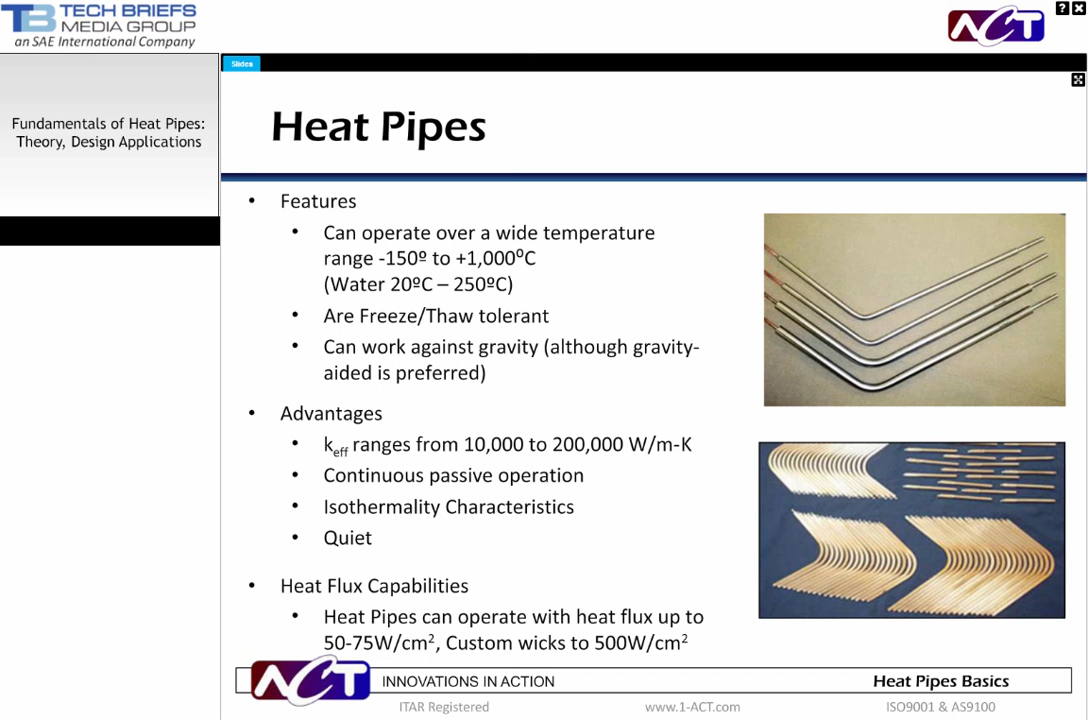 TB TECH BRIEFS
MEDIA GROUP
an SAE International Company
ACT
?
Slides
Fundamentals of Heat Pipes:
Theory, Design Applications
Heat Pipes
• Features
• Can operate over a wide temperature
range -150º to +1,000⁰C
(Water 20ºC – 250ºC)
• Are Freeze/Thaw tolerant
• Can work against gravity (although gravity-
aided is preferred)
• Advantages
• keff ranges from 10,000 to 200,000 W/m-K
• Continuous passive operation
• Isothermality Characteristics
• Quiet
• Heat Flux Capabilities
• Heat Pipes can operate with heat flux up to
50-75W/cm², Custom wicks to 500W/cm²
ACT INNOVATIONS IN ACTION Heat Pipes Basics
ITAR Registered www.1-ACT.com ISO9001 & AS9100